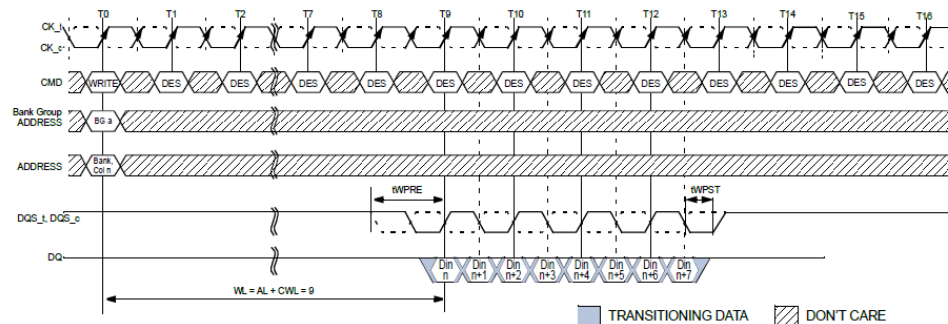 T0 T1 T2 T7 T8 T9 T10 T11 T12 T13 T14 T15 T16
CK_t
CK_c
CMD WRITE DES DES DES DES DES DES DES DES DES DES DES DES
Bank Group
ADDRESS
BG a
ADDRESS
Bank,
Col n
tWPRE tWPST
DQS_t, DQS_c
DQ
Din Din Din Din Din Din Din Din
n n+1 n+2 n+3 n+4 n+5 n+6 n+7
WL = AL + CWL = 9
TRANSITIONING DATA DON'T CARE